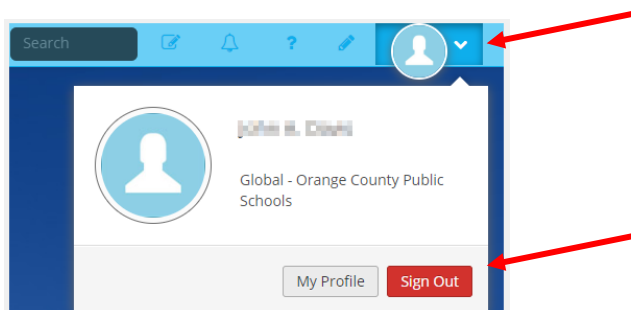 Search
?
Global - Orange County Public
Schools
My Profile
Sign Out